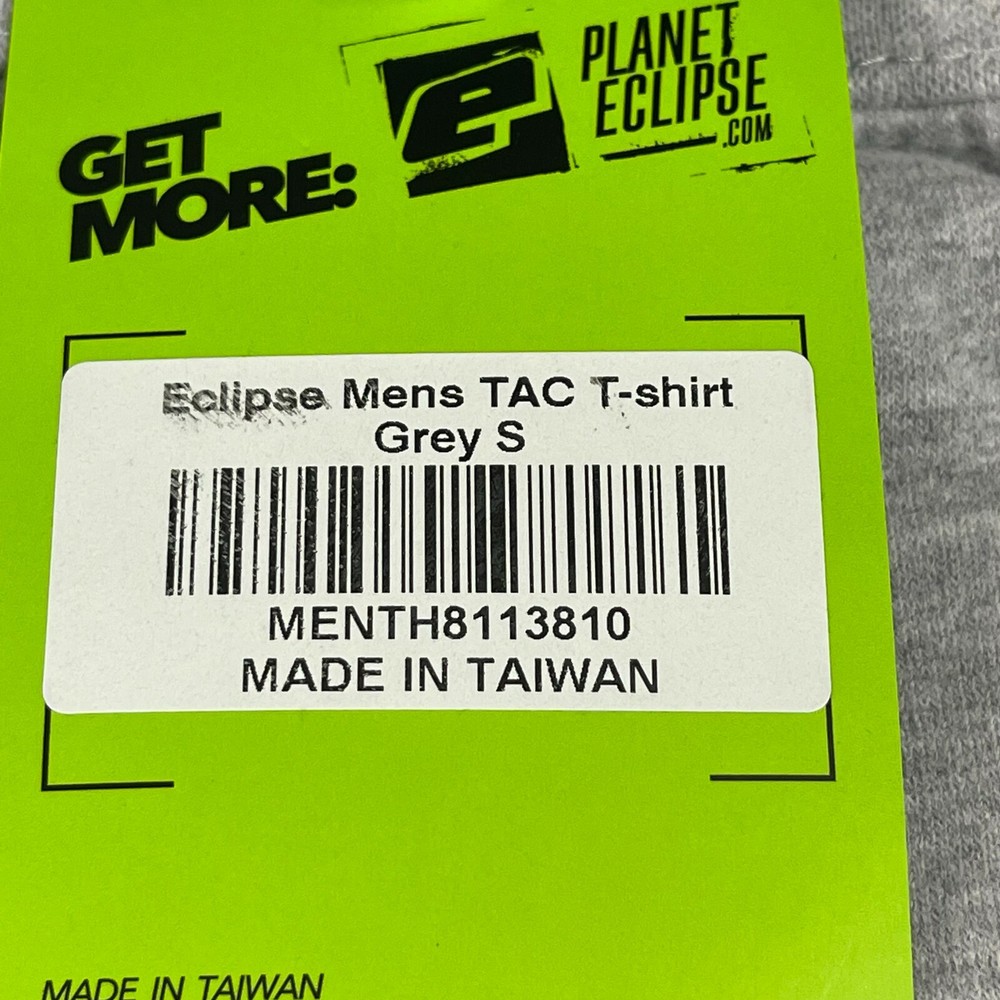 GET
MORE:
e
PLANET
ECLIPSE
.COM
Eclipse Mens TAC T-shirt
Grey S
MENTH8113810
MADE IN TAIWAN
MADE IN TAIWAN